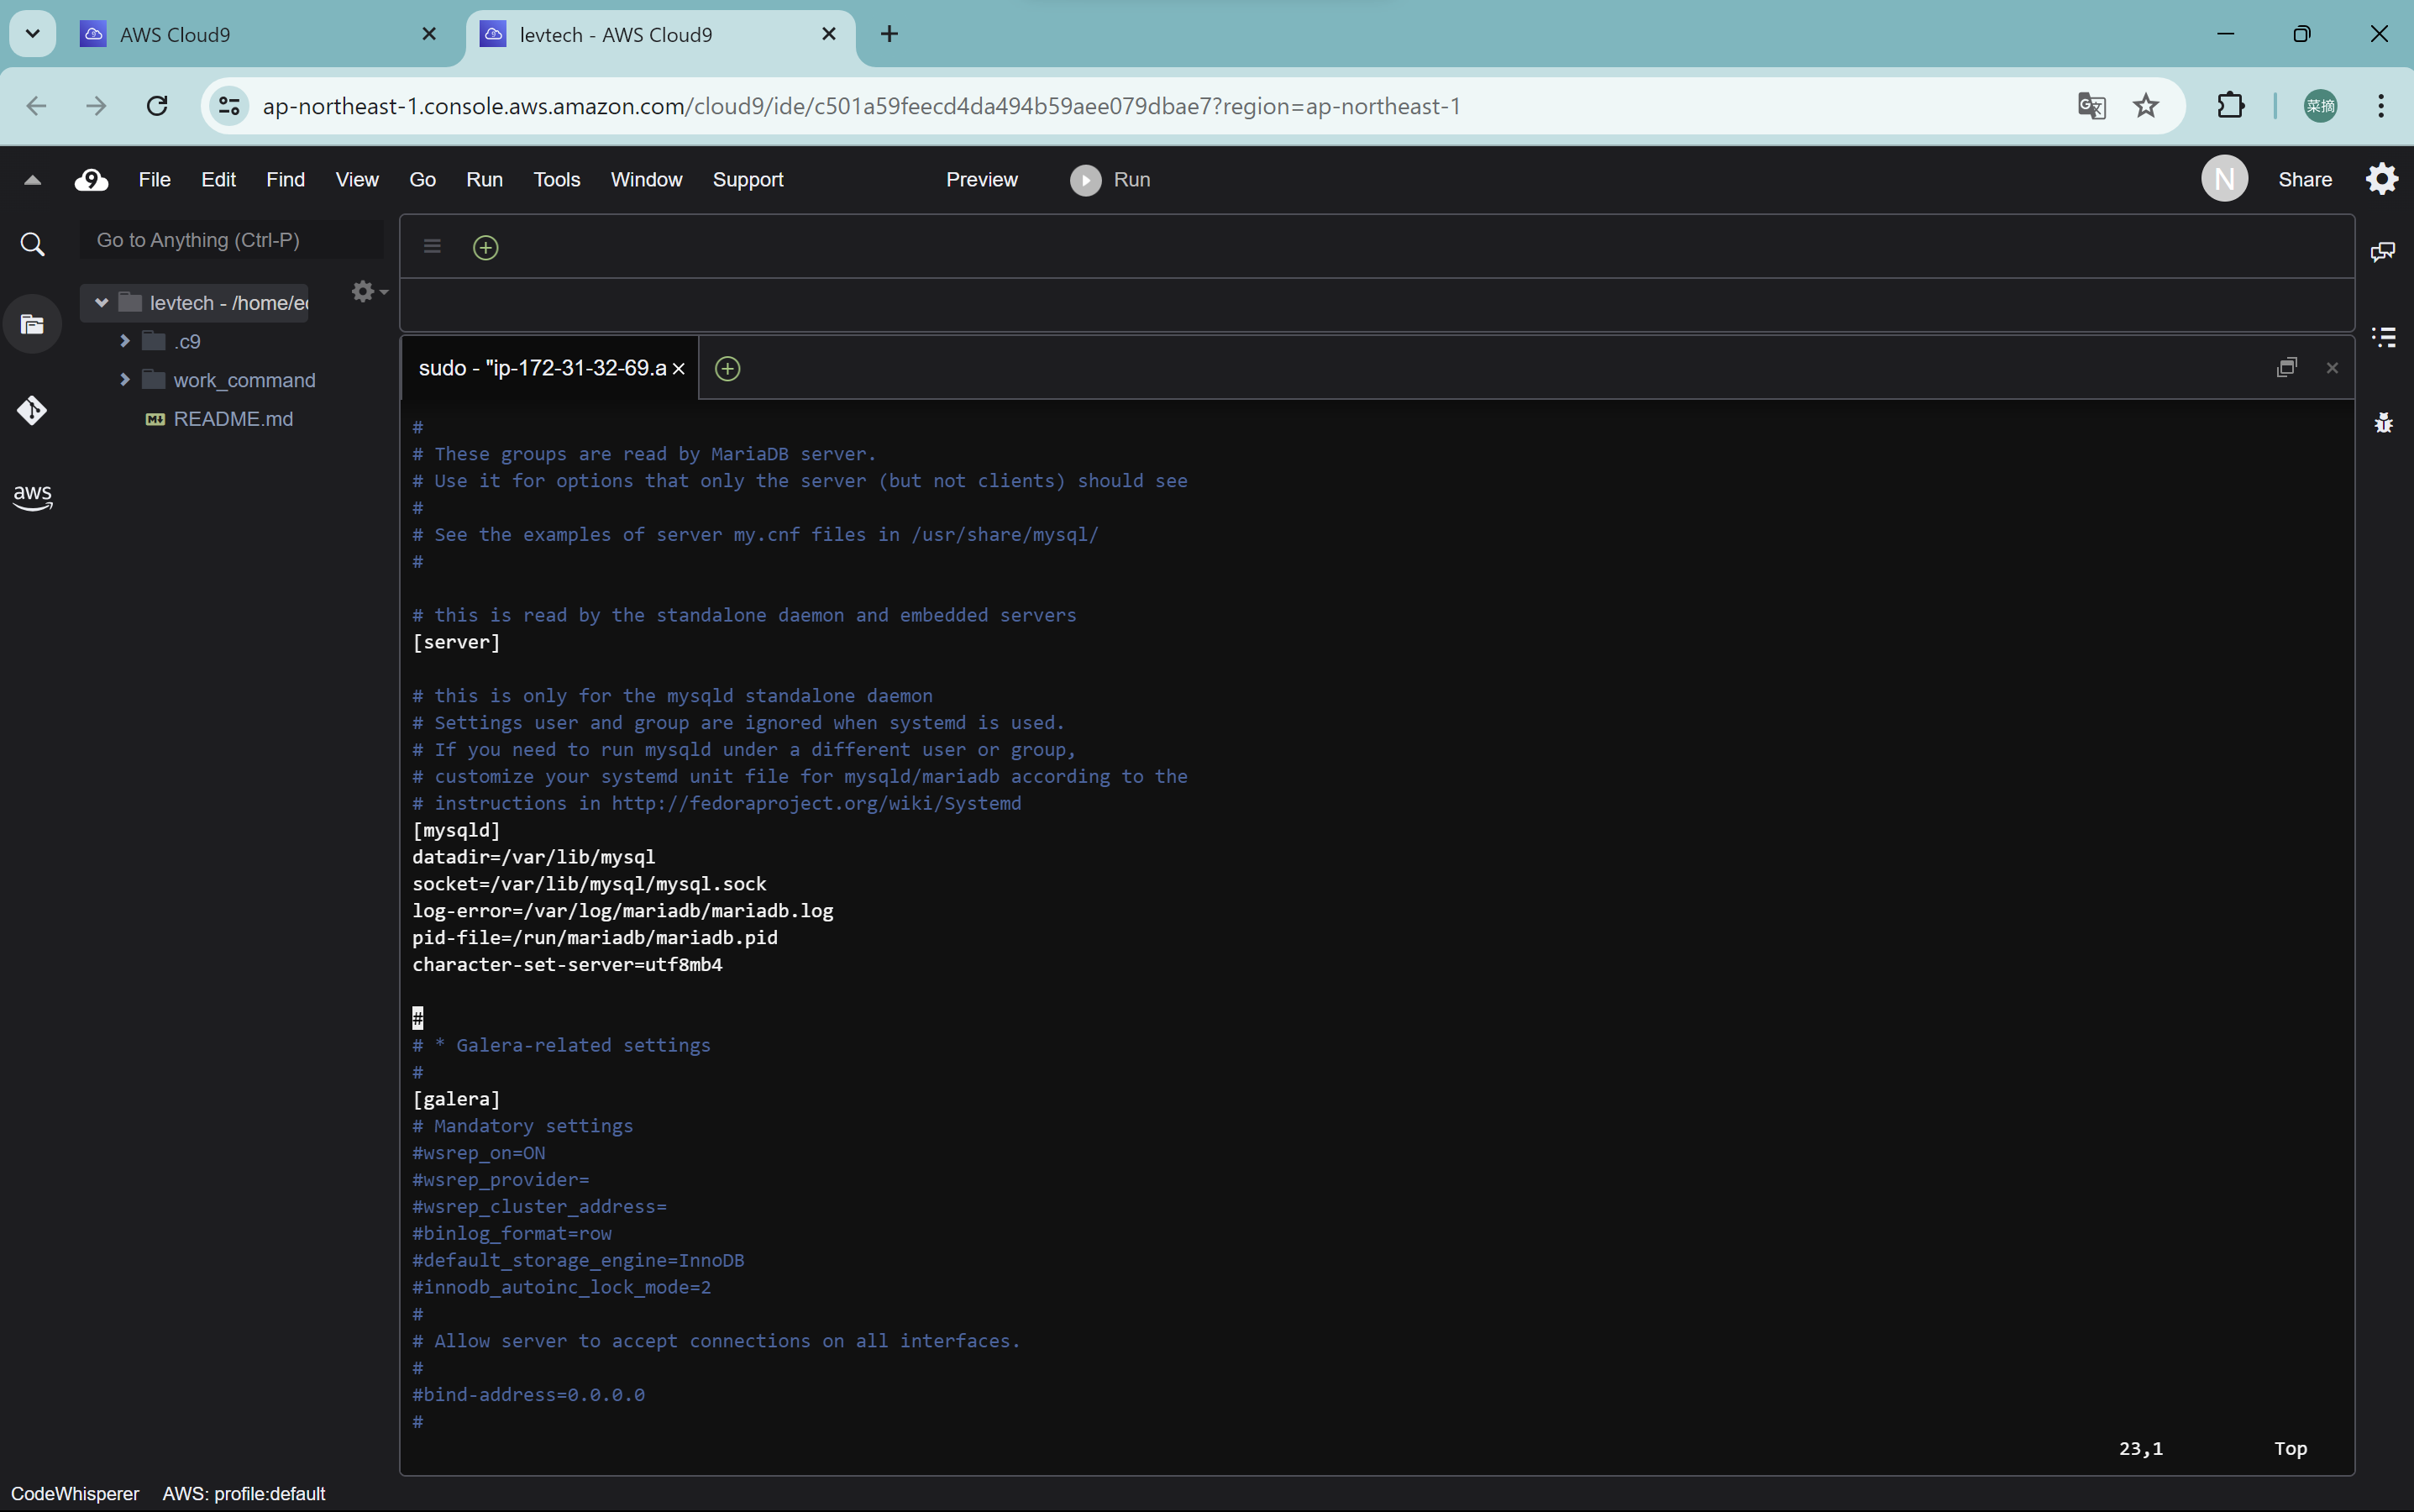 AWS Cloud9
levtech - AWS Cloud9
ap-northeast-1.console.aws.amazon.com/cloud9/ide/c501a59feecd4da494b59aee079dbae7?region=ap-northeast-1
菜摘
9 File Edit Find View Go Run Tools Window Support Preview Run N Share
Go to Anything (Ctrl-P)
levtech - /home/ec
.c9
work_command
README.md
aws
sudo - "ip-172-31-32-69.a
#
# These groups are read by MariaDB server.
# Use it for options that only the server (but not clients) should see
#
# See the examples of server my.cnf files in /usr/share/mysql/
#
# this is read by the standalone daemon and embedded servers
[server]
# this is only for the mysqld standalone daemon
# Settings user and group are ignored when systemd is used.
# If you need to run mysqld under a different user or group,
# customize your systemd unit file for mysqld/mariadb according to the
# instructions in http://fedoraproject.org/wiki/Systemd
[mysqld]
datadir=/var/lib/mysql
socket=/var/lib/mysql/mysql.sock
log-error=/var/log/mariadb/mariadb.log
pid-file=/run/mariadb/mariadb.pid
character-set-server=utf8mb4
#
# * Galera-related settings
#
[galera]
# Mandatory settings
#wsrep_on=ON
#wsrep_provider=
#wsrep_cluster_address=
#binlog_format=row
#default_storage_engine=InnoDB
#innodb_autoinc_lock_mode=2
#
# Allow server to accept connections on all interfaces.
#
#bind-address=0.0.0.0
#
23,1 Top
CodeWhisperer AWS: profile:default